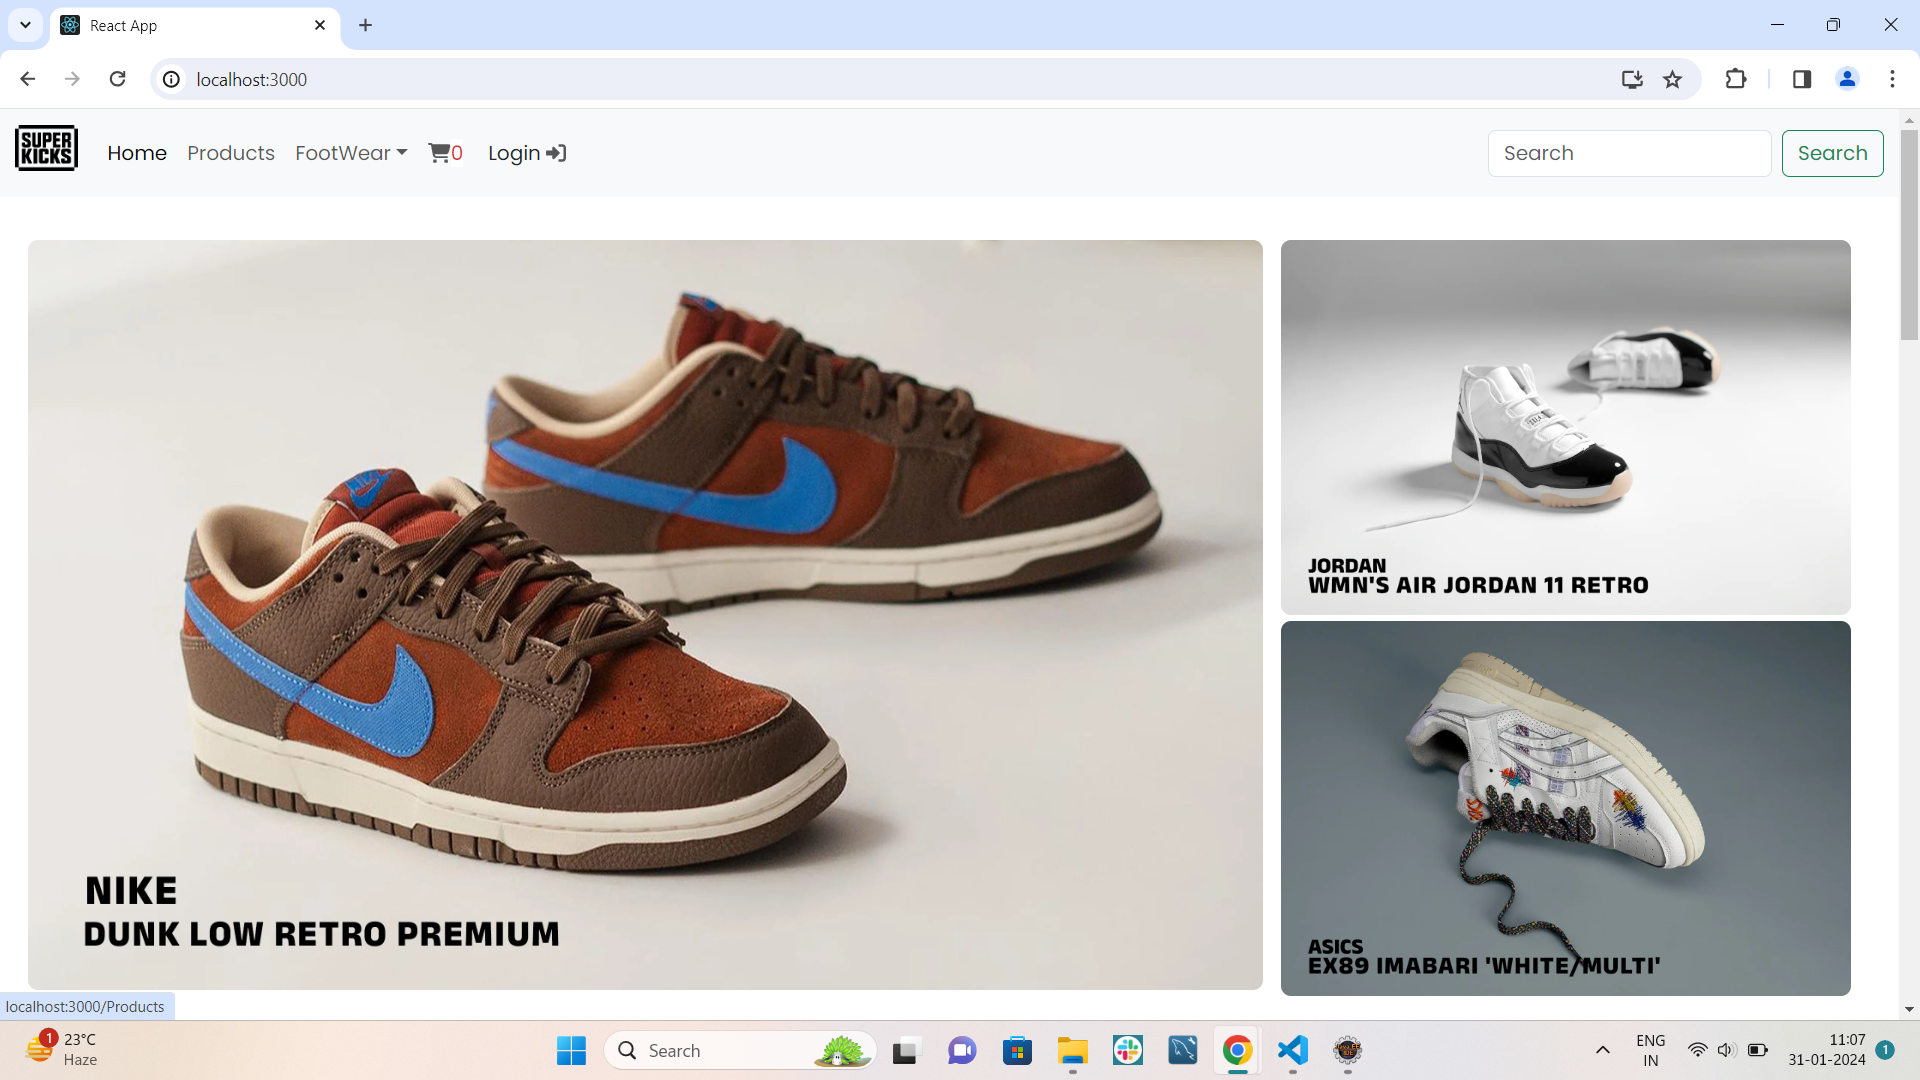 React App
localhost:3000
SUPER
KICKS
Home
Products
FootWear
0
Login
Search
Search
NIKE
DUNK LOW RETRO PREMIUM
JORDAN
WMN'S AIR JORDAN 11 RETRO
ASICS
EX89 IMABARI 'WHITE/MULTI'
localhost:3000/Products
1
23°C
Haze
Search
ENG
IN
11:07
31-01-2024
1